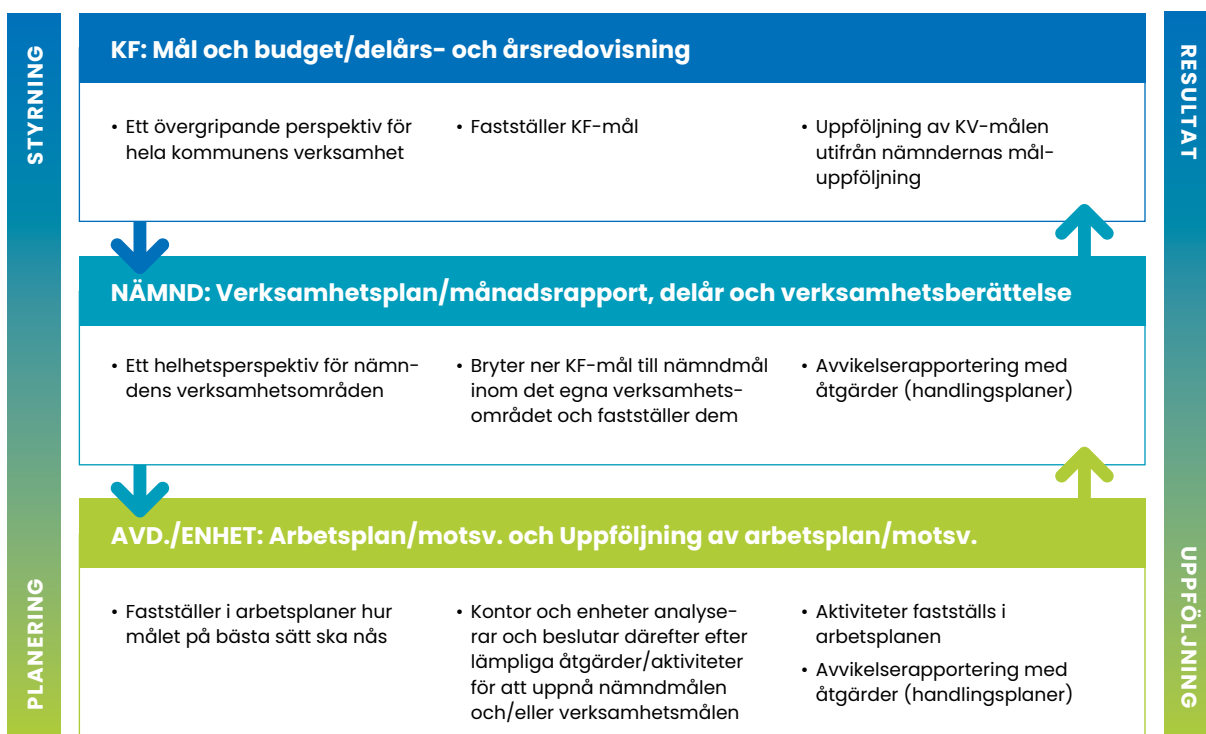 STYRNING
PLANERING
KF: Mål och budget/delårs- och årsredovisning
• Ett övergripande perspektiv för
hela kommunens verksamhet
• Fastställer KF-mål
• Uppföljning av KV-målen
utifrån nämndernas mål-
uppföljning
NÄMND: Verksamhetsplan/månadsrapport, delår och verksamhetsberättelse
• Ett helhetsperspektiv för nämn-
dens verksamhetsområden
• Bryter ner KF-mål till nämndmål
inom det egna verksamhets-
området och fastställer dem
• Avvikelserapportering med
åtgärder (handlingsplaner)
AVD./ENHET: Arbetsplan/motsv. och Uppföljning av arbetsplan/motsv.
• Fastställer i arbetsplaner hur
målet på bästa sätt ska nås
• Kontor och enheter analyse-
rar och beslutar därefter efter
lämpliga åtgärder/aktiviteter
för att uppnå nämndmålen
och/eller verksamhetsmålen
• Aktiviteter fastställs i
arbetsplanen
• Avvikelserapportering med
åtgärder (handlingsplaner)
RESULTAT
UPPFÖLJNING